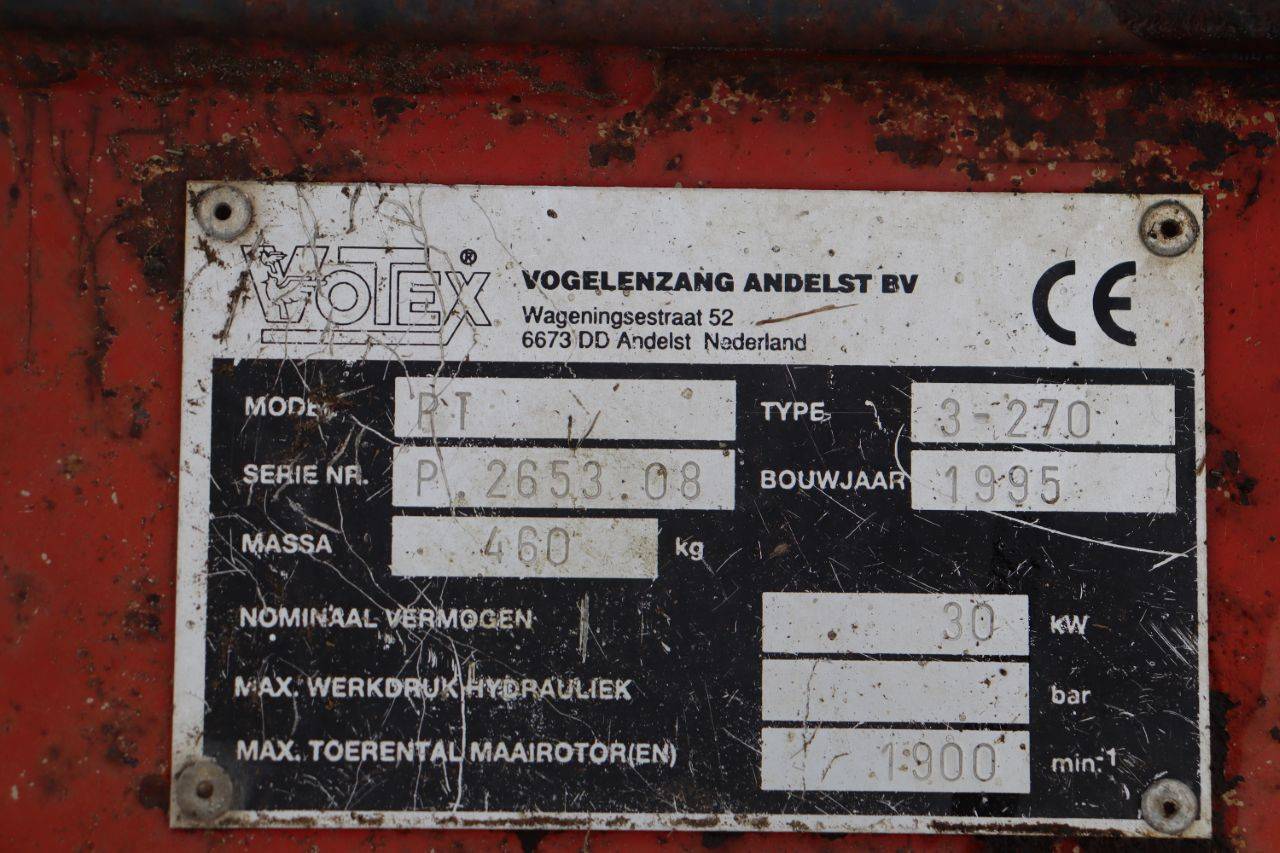 VOTEX®
VOGELENZANG ANDELST BV
Wageningsestraat 52
6673 DD Andelst Nederland
CE
MODEL PT TYPE 3-270
SERIE NR. P.2653.08 BOUWJAAR 1995
MASSA 460 kg
NOMINAAL VERMOGEN 30 kW
MAX. WERKDRUK HYDRAULIEK bar
MAX. TOERENTAL MAAIROTOR(EN) 1900 min.-1